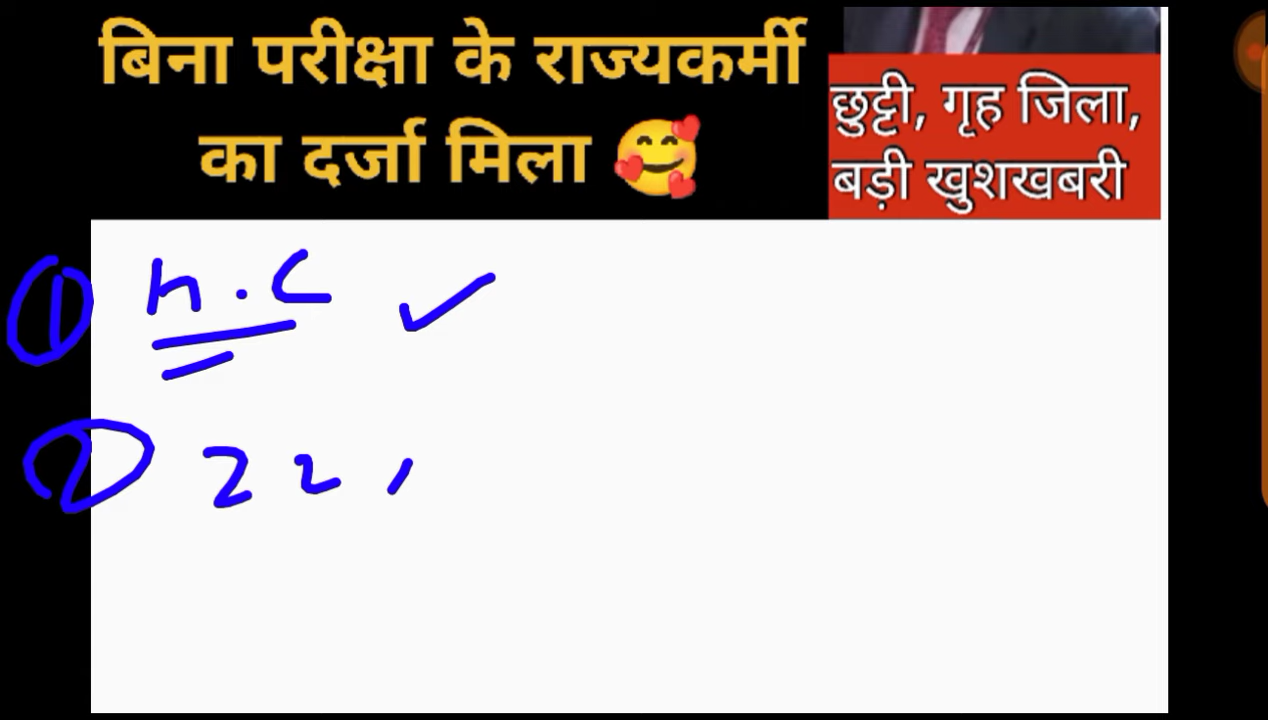 बिना परीक्षा के राज्यकर्मी
का दर्जा मिला 🥰
छुट्टी, गृह जिला,
बड़ी खुशखबरी
① h.C ✓
② 22,